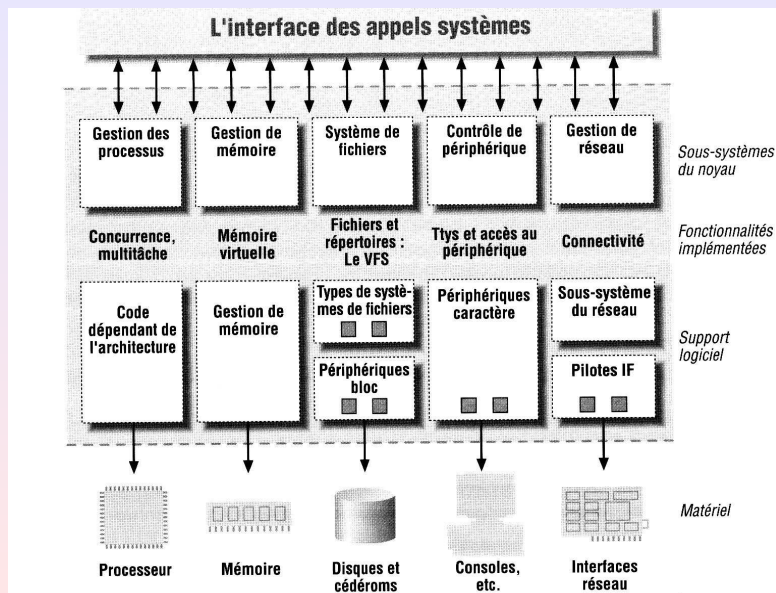 L'interface des appels systèmes
Gestion des
processus
Gestion de
mémoire
Système de
fichiers
Contrôle de
périphérique
Gestion de
réseau
Sous-systèmes
du noyau
Concurrence,
multitâche
Mémoire
virtuelle
Fichiers et
répertoires :
Le VFS
Ttys et accès au
périphérique
Connectivité
Fonctionnalités
implémentées
Code
dépendant de
l'architecture
Gestion de
mémoire
Types de systè-
mes de fichiers
Périphériques
bloc
Périphériques
caractère
Sous-système
du réseau
Pilotes IF
Support
logiciel
Matériel
Processeur
Mémoire
Disques et
cédéroms
Consoles,
etc.
Interfaces
réseau